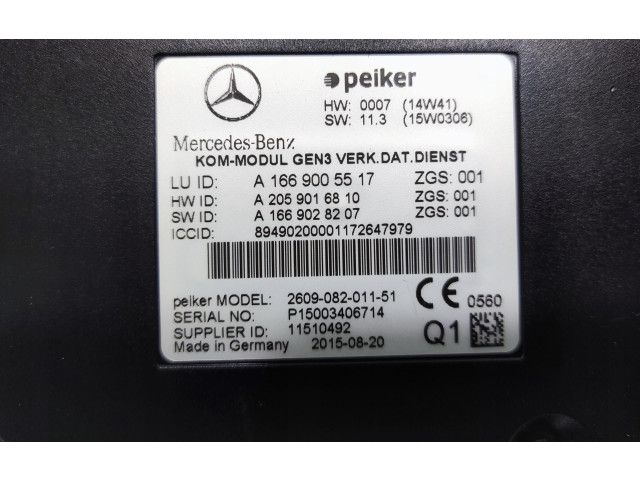 peiker
HW: 0007 (14W41)
SW: 11.3 (15W0306)
Mercedes-Benz
KOM-MODUL GEN3 VERK.DAT.DIENST
LU ID: A 166 900 55 17 ZGS: 001
HW ID: A 205 901 68 10 ZGS: 001
SW ID: A 166 902 82 07 ZGS: 001
ICCID: 89490200001172647979
peiker MODEL: 2609-082-011-51
CE 0560
SERIAL NO: P15003406714
SUPPLIER ID: 11510492
Q1
Made in Germany 2015-08-20